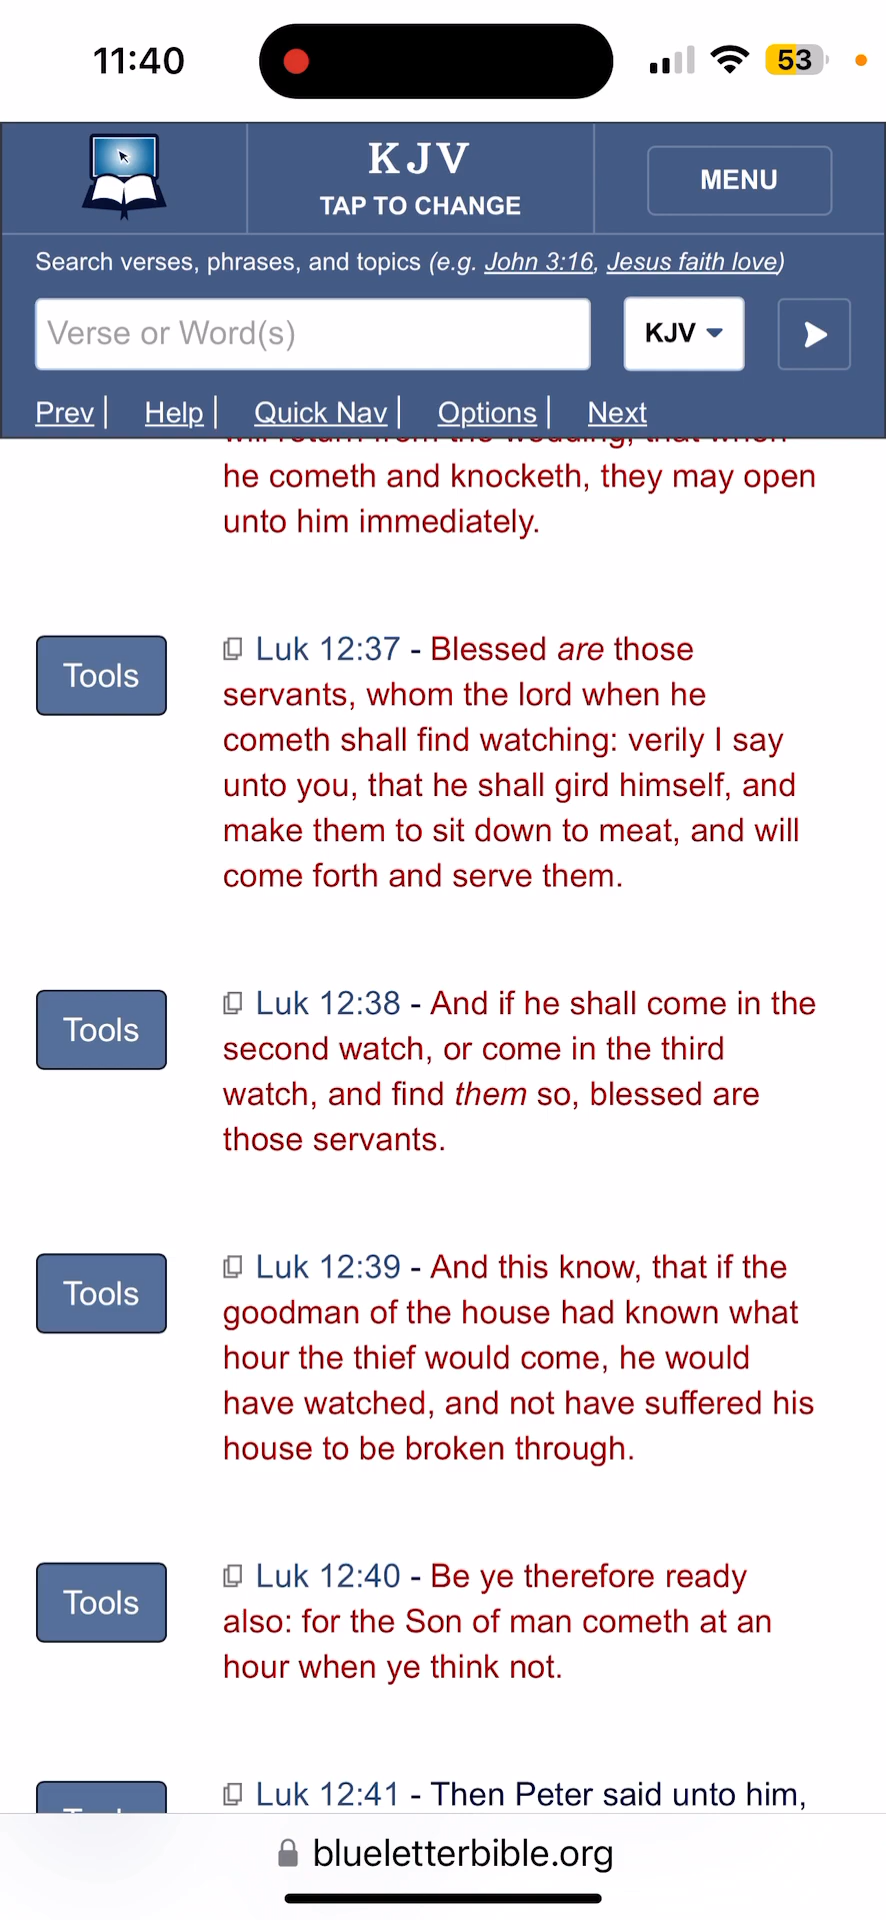 11:40
53
KJV
TAP TO CHANGE
MENU
Search verses, phrases, and topics (e.g. John 3:16, Jesus faith love)
Verse or Word(s)
KJV
Prev | Help | Quick Nav | Options | Next
will return from the wedding; that when
he cometh and knocketh, they may open
unto him immediately.
Tools
Luk 12:37 - Blessed are those
servants, whom the lord when he
cometh shall find watching: verily I say
unto you, that he shall gird himself, and
make them to sit down to meat, and will
come forth and serve them.
Tools
Luk 12:38 - And if he shall come in the
second watch, or come in the third
watch, and find them so, blessed are
those servants.
Tools
Luk 12:39 - And this know, that if the
goodman of the house had known what
hour the thief would come, he would
have watched, and not have suffered his
house to be broken through.
Tools
Luk 12:40 - Be ye therefore ready
also: for the Son of man cometh at an
hour when ye think not.
Tools
Luk 12:41 - Then Peter said unto him,
blueletterbible.org